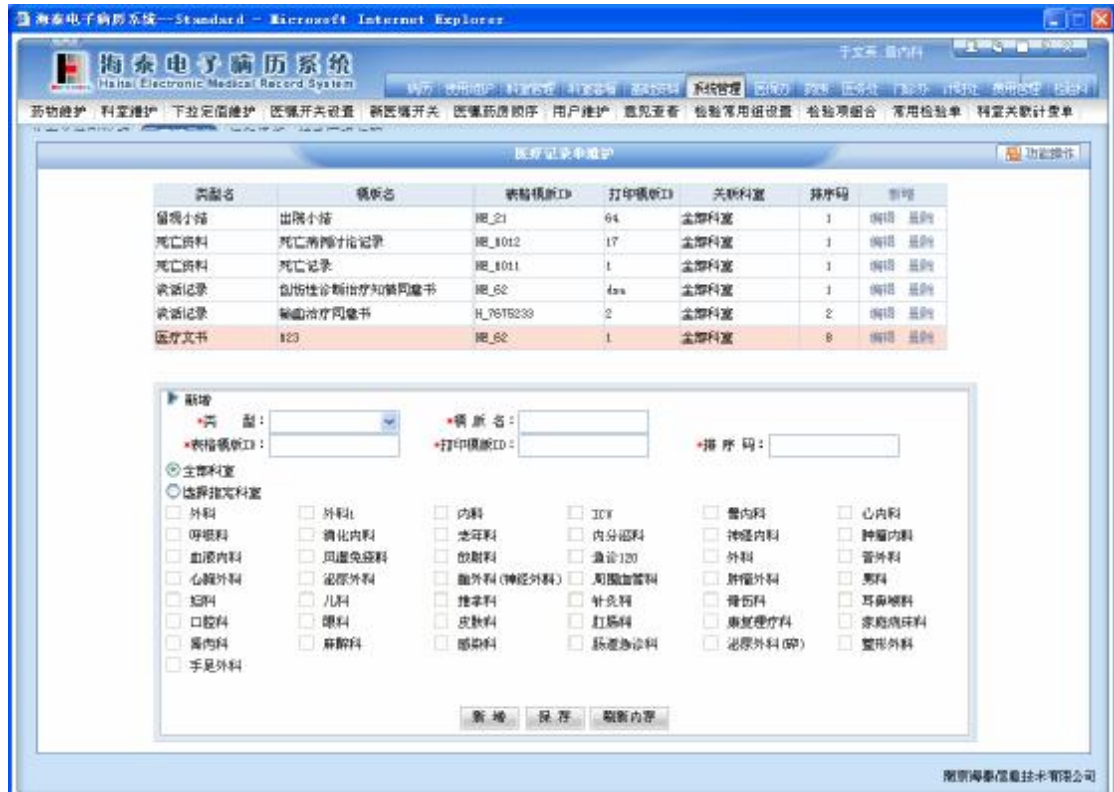 海泰电子病历系统--Standard - Microsoft Internet Explorer
海泰电子病历系统
Haitai Electronic Medical Record System
系统管理
药物维护 科室维护 下拉定值维护 医嘱开关设置 新医嘱开关 医嘱药房顺序 用户维护 意见查看 检验常用组设置 检验项组合 常用检验单 科室关联计费单
医疗记录单维护 功能操作
类型名 模版名 表格模版ID 打印模版ID 关联科室 排序码 新增
留观小结 出院小结 HE_21 64 全部科室 1 编辑 删除
死亡资料 死亡病例讨论记录 HE_1012 17 全部科室 1 编辑 删除
死亡资料 死亡记录 HE_1011 1 全部科室 1 编辑 删除
谈话记录 创伤性诊断治疗知情同意书 HE_62 全部科室 1 编辑 删除
谈话记录 输血治疗同意书 H_7675233 2 全部科室 2 编辑 删除
医疗文书 123 HE_62 1 全部科室 8 编辑 删除
新增
*类 型： *模 版 名：
*表格模版ID： *打印模版ID： *排 序 码：
全部科室
选择指定科室
外科 外科1 内科 ICU 普内科 心内科
呼吸科 消化内科 老年科 内分泌科 神经内科 肿瘤内科
血液内科 风湿免疫科 放射科 急诊120 外科 普外科
心胸外科 泌尿外科 脑外科(神经外科) 周围血管科 肿瘤外科 男科
妇科 儿科 推拿科 针灸科 骨伤科 耳鼻喉科
口腔科 眼科 皮肤科 肛肠科 康复理疗科 家庭病床科
肾内科 麻醉科 感染科 肠道急诊科 泌尿外科(碎) 整形外科
手足外科
新 增 保 存 刷新内存
南京海泰信息技术有限公司